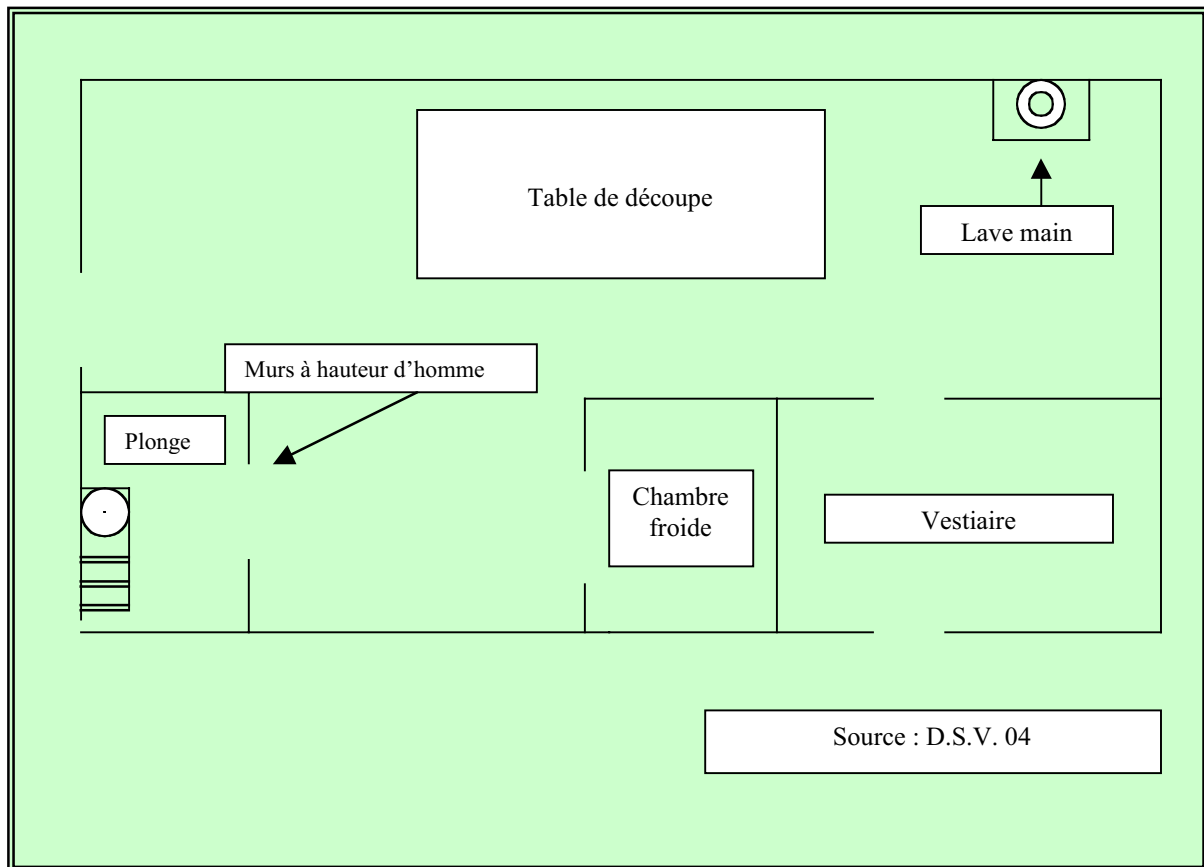 Table de découpe
Lave main
Murs à hauteur d’homme
Plonge
Chambre
froide
Vestiaire
Source : D.S.V. 04